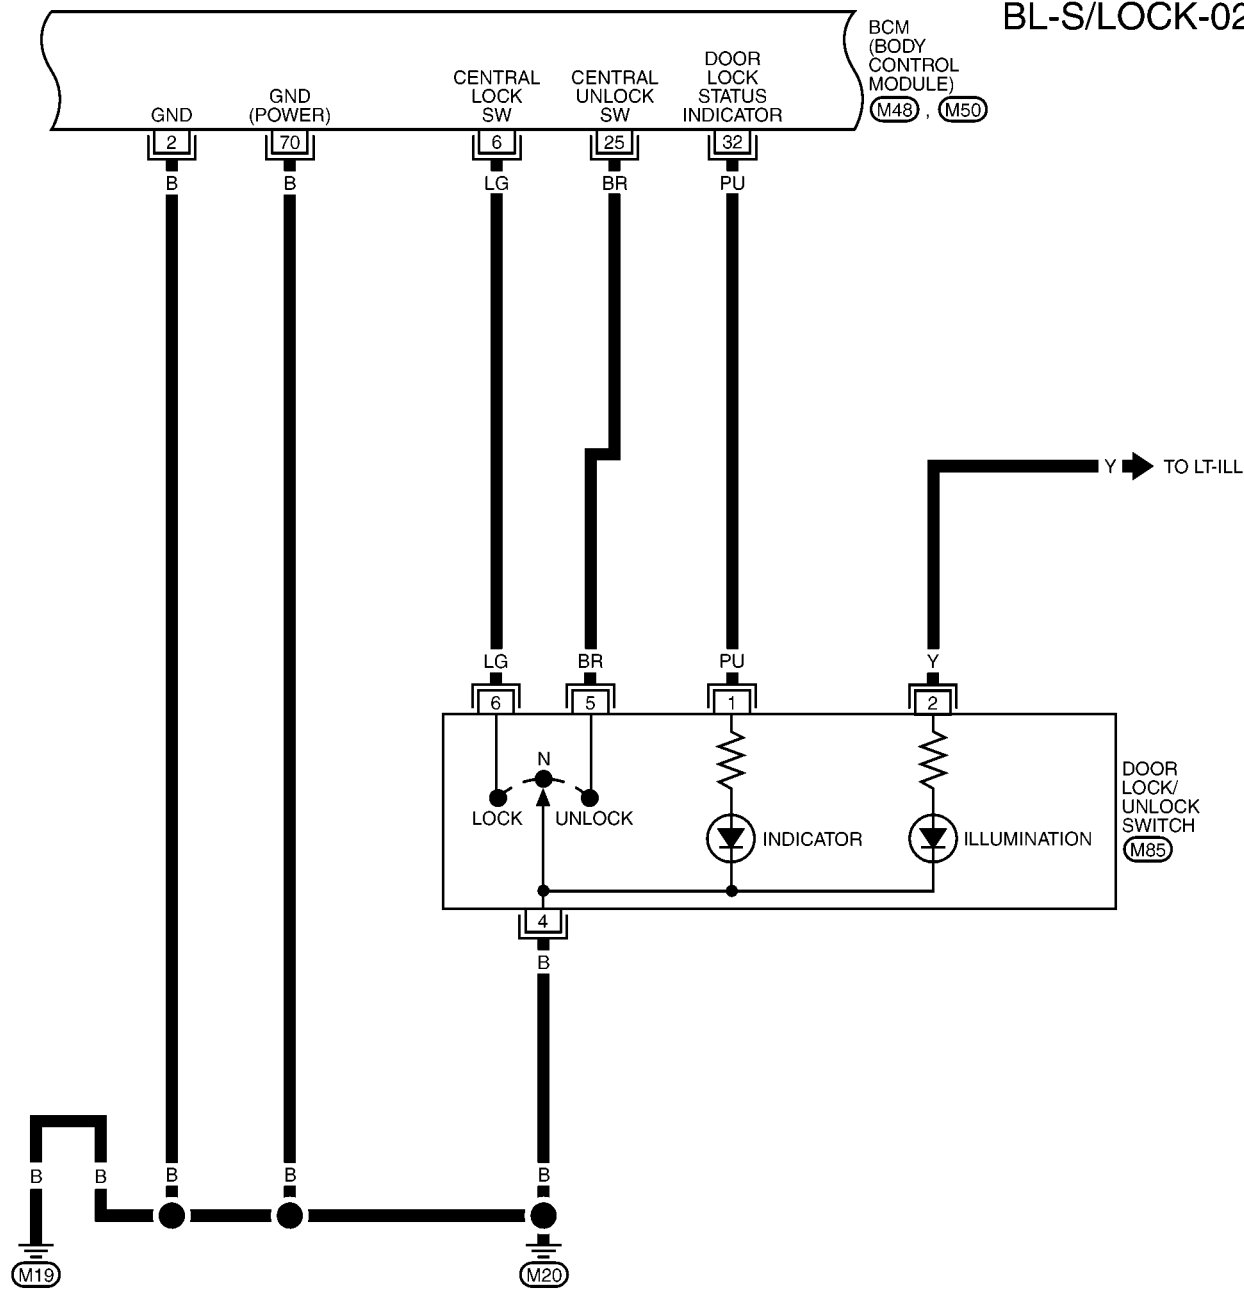 BL-S/LOCK-02
BCM
(BODY
CONTROL
MODULE)
M48 , M50
GND
GND
(POWER)
CENTRAL
LOCK
SW
CENTRAL
UNLOCK
SW
DOOR
LOCK
STATUS
INDICATOR
2 70 6 25 32
B B LG BR PU
Y TO LT-ILL
LG BR PU Y
6 5 1 2
N
LOCK UNLOCK
INDICATOR
ILLUMINATION
DOOR
LOCK/
UNLOCK
SWITCH
M85
4
B
B B B B B
M19 M20